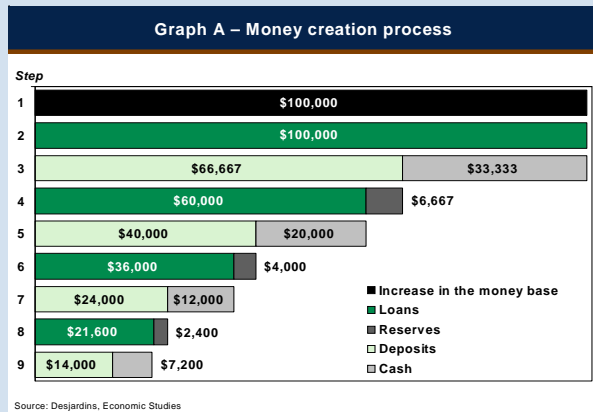 Graph A – Money creation process
Step
1 $100,000
2 $100,000
3 $66,667 $33,333
4 $60,000 $6,667
5 $40,000 $20,000
6 $36,000 $4,000
7 $24,000 $12,000
8 $21,600 $2,400
9 $14,000 $7,200
Increase in the money base
Loans
Reserves
Deposits
Cash
Source: Desjardins, Economic Studies